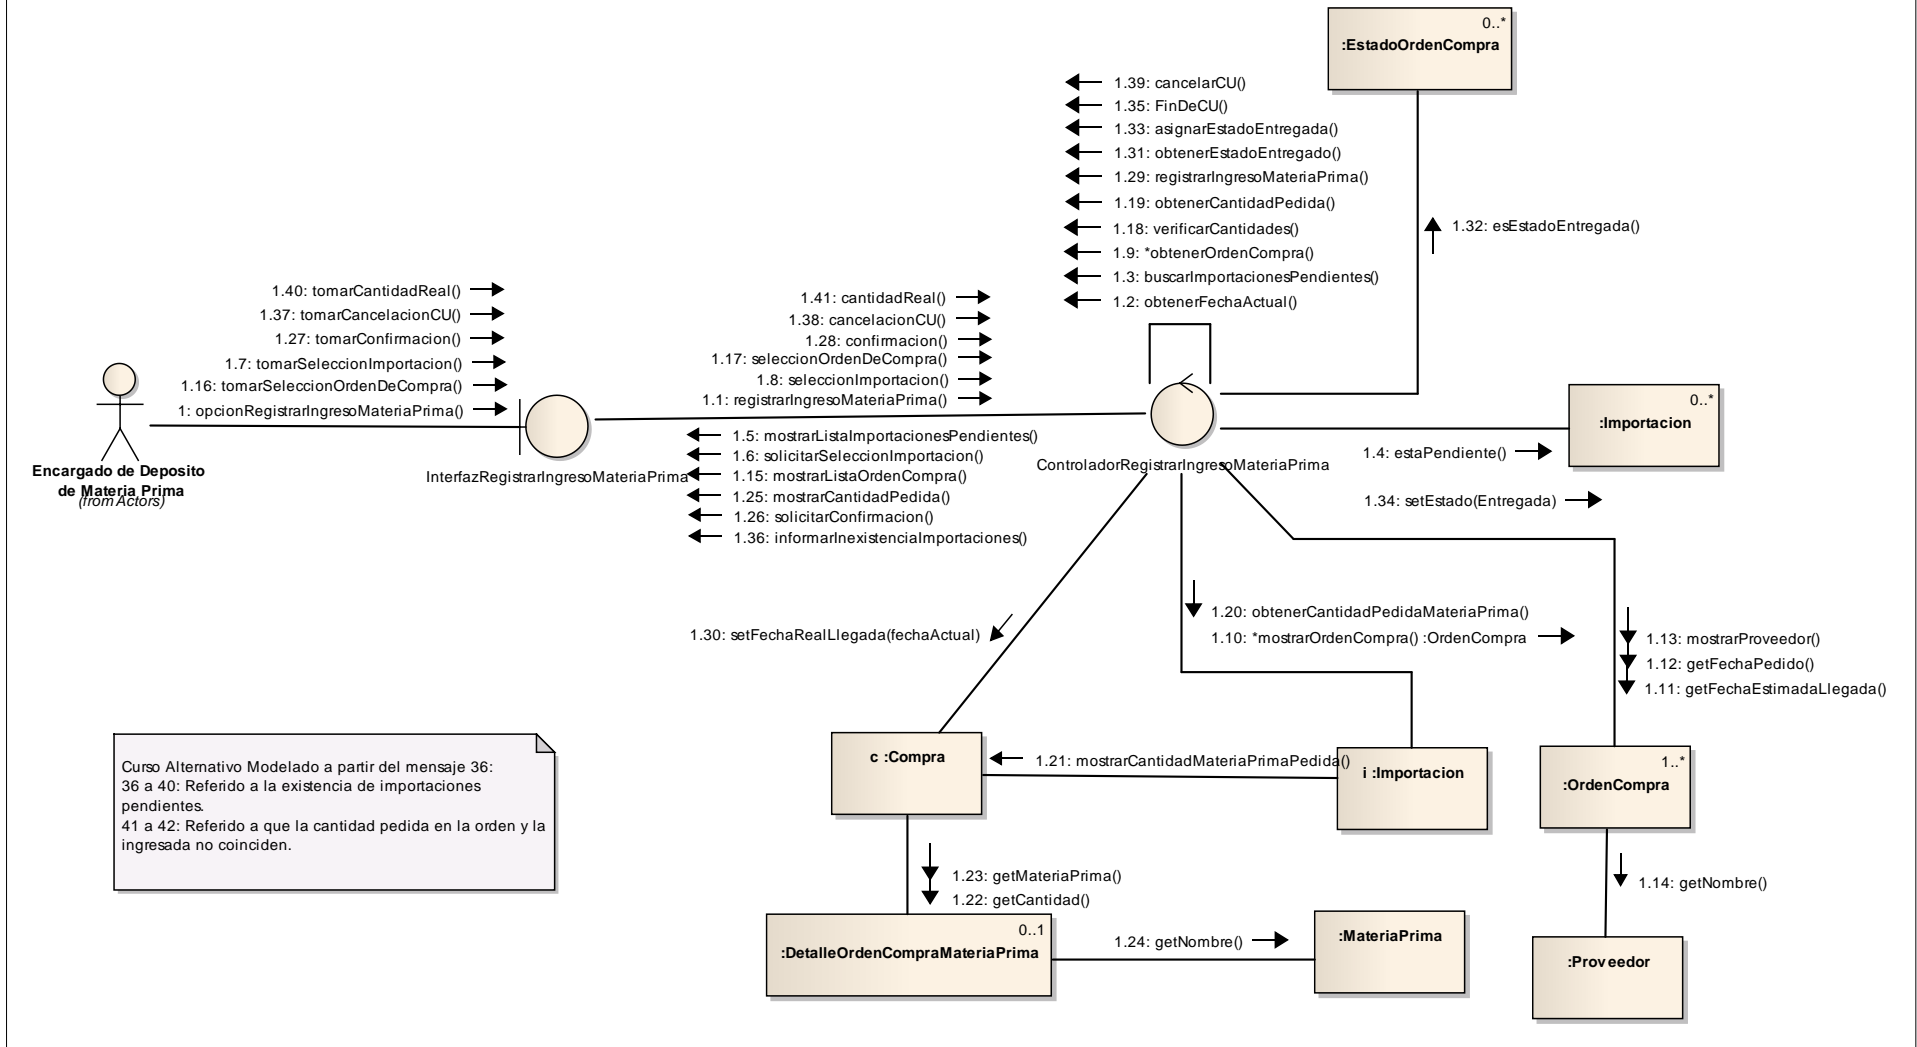 0..*
:EstadoOrdenCompra
1.39: cancelarCU()
1.35: FinDeCU()
1.33: asignarEstadoEntregada()
1.31: obtenerEstadoEntregado()
1.29: registrarIngresoMateriaPrima()
1.19: obtenerCantidadPedida()
1.18: verificarCantidades()
1.9: *obtenerOrdenCompra()
1.3: buscarImportacionesPendientes()
1.2: obtenerFechaActual()
1.32: esEstadoEntregada()
1.40: tomarCantidadReal()
1.37: tomarCancelacionCU()
1.27: tomarConfirmacion()
1.7: tomarSeleccionImportacion()
1.16: tomarSeleccionOrdenDeCompra()
1: opcionRegistrarIngresoMateriaPrima()
1.41: cantidadReal()
1.38: cancelacionCU()
1.28: confirmacion()
1.17: seleccionOrdenDeCompra()
1.8: seleccionImportacion()
1.1: registrarIngresoMateriaPrima()
Encargado de Deposito
de Materia Prima
(from Actors)
InterfazRegistrarIngresoMateriaPrima
1.5: mostrarListaImportacionesPendientes()
1.6: solicitarSeleccionImportacion()
1.15: mostrarListaOrdenCompra()
1.25: mostrarCantidadPedida()
1.26: solicitarConfirmacion()
1.36: informarInexistenciaImportaciones()
ControladorRegistrarIngresoMateriaPrima
0..*
:Importacion
1.4: estaPendiente()
1.34: setEstado(Entregada)
1.30: setFechaRealLlegada(fechaActual)
1.20: obtenerCantidadPedidaMateriaPrima()
1.10: *mostrarOrdenCompra() :OrdenCompra
1.13: mostrarProveedor()
1.12: getFechaPedido()
1.11: getFechaEstimadaLlegada()
c :Compra
1.21: mostrarCantidadMateriaPrimaPedida()
i :Importacion
1..*
:OrdenCompra
Curso Alternativo Modelado a partir del mensaje 36:
36 a 40: Referido a la existencia de importaciones
pendientes.
41 a 42: Referido a que la cantidad pedida en la orden y la
ingresada no coinciden.
1.23: getMateriaPrima()
1.22: getCantidad()
1.14: getNombre()
0..1
:DetalleOrdenCompraMateriaPrima
1.24: getNombre()
:MateriaPrima
:Proveedor